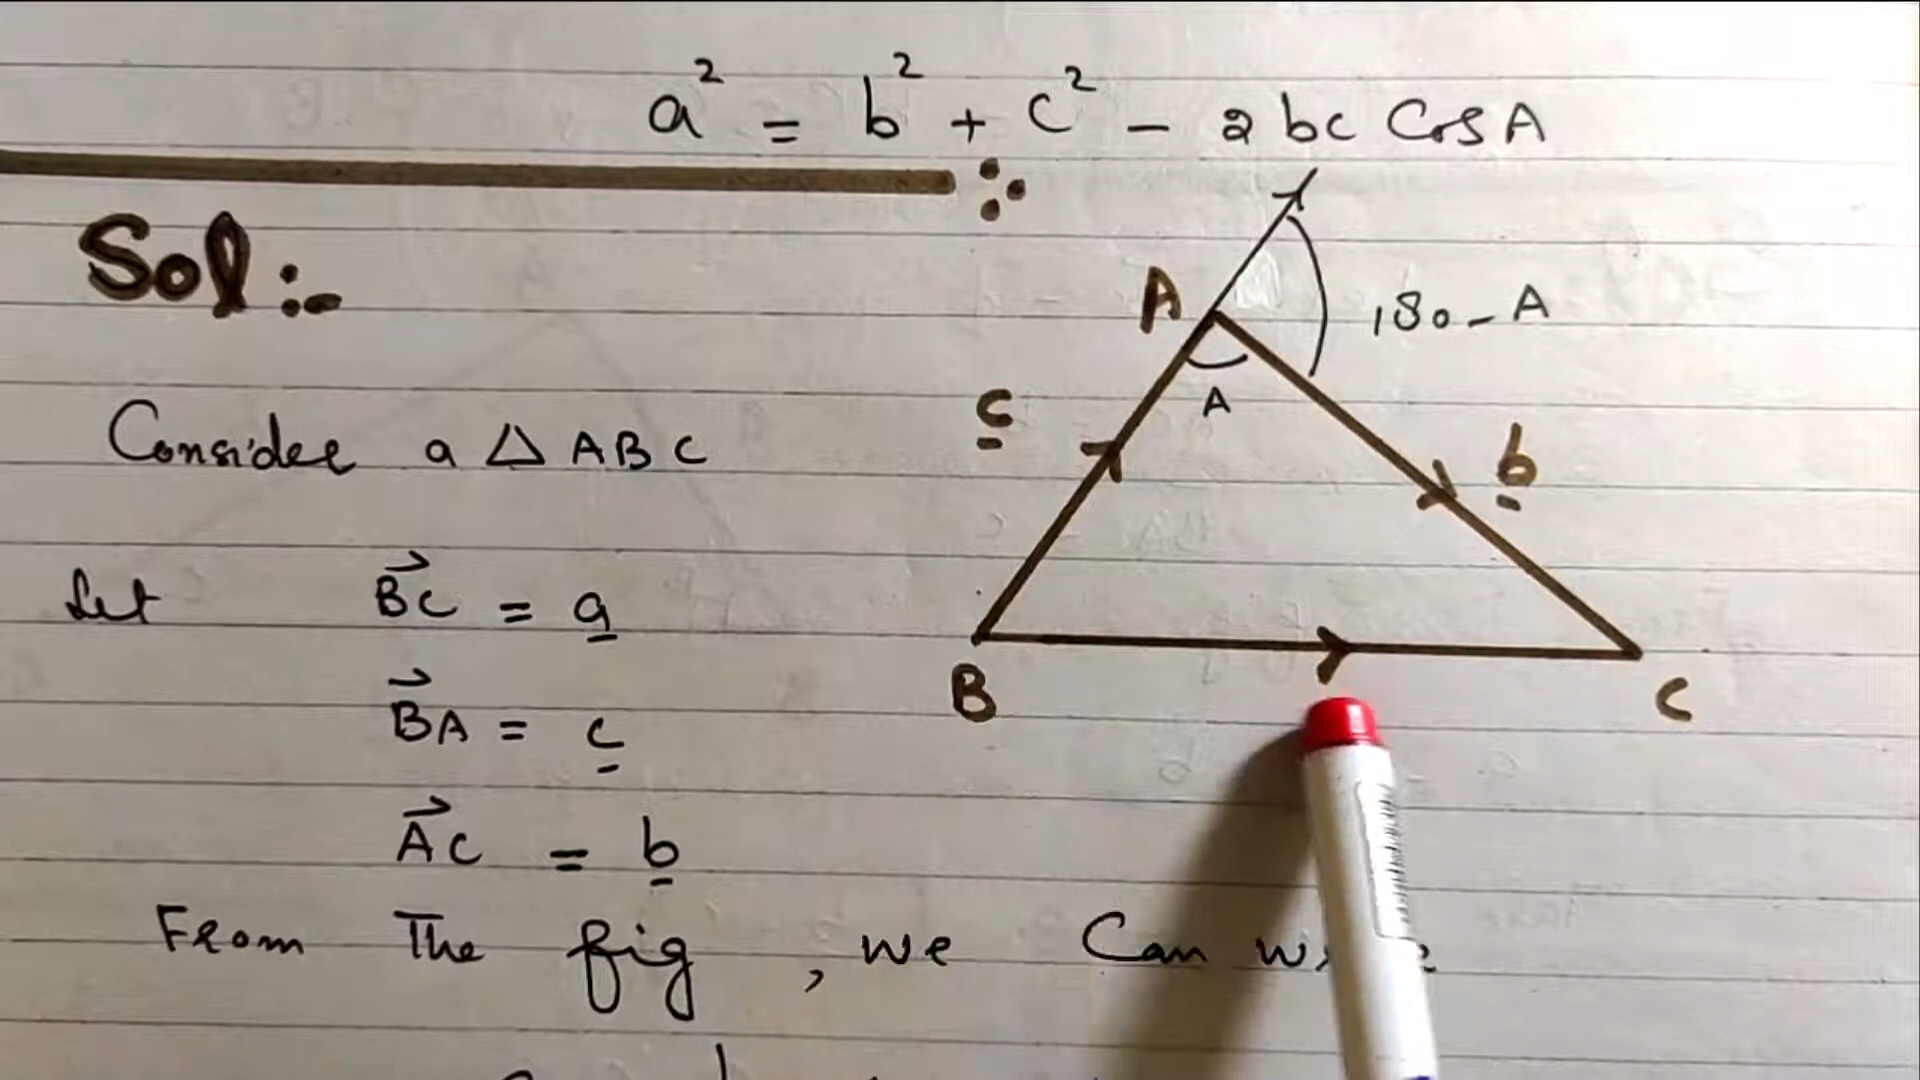 a² = b² + c² - 2bc Cos A
Sol:-
A
180 - A
A
c
b
Consider a △ ABC
Let BC⃗ = a
B
C
BA⃗ = c
AC⃗ = b
From The fig, we Can